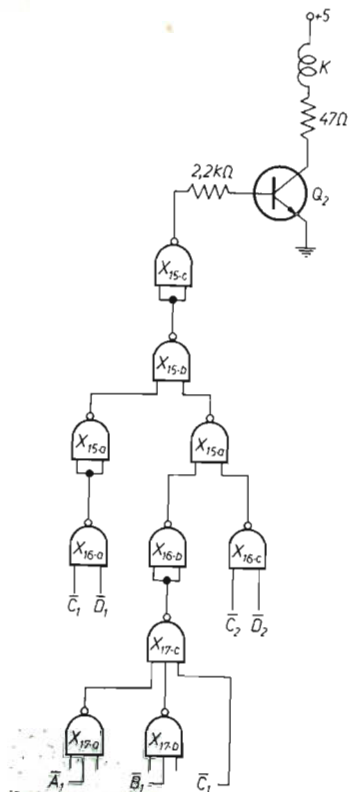 +5
K
47Ω
2,2KΩ
Q2
X15-c
X15-b
X15-a X15-a
X16-a X16-b X16-c
C̅1 D̅1 C̅2 D̅2
X17-c
X17-a X17-b
A̅1 B̅1 C̅1